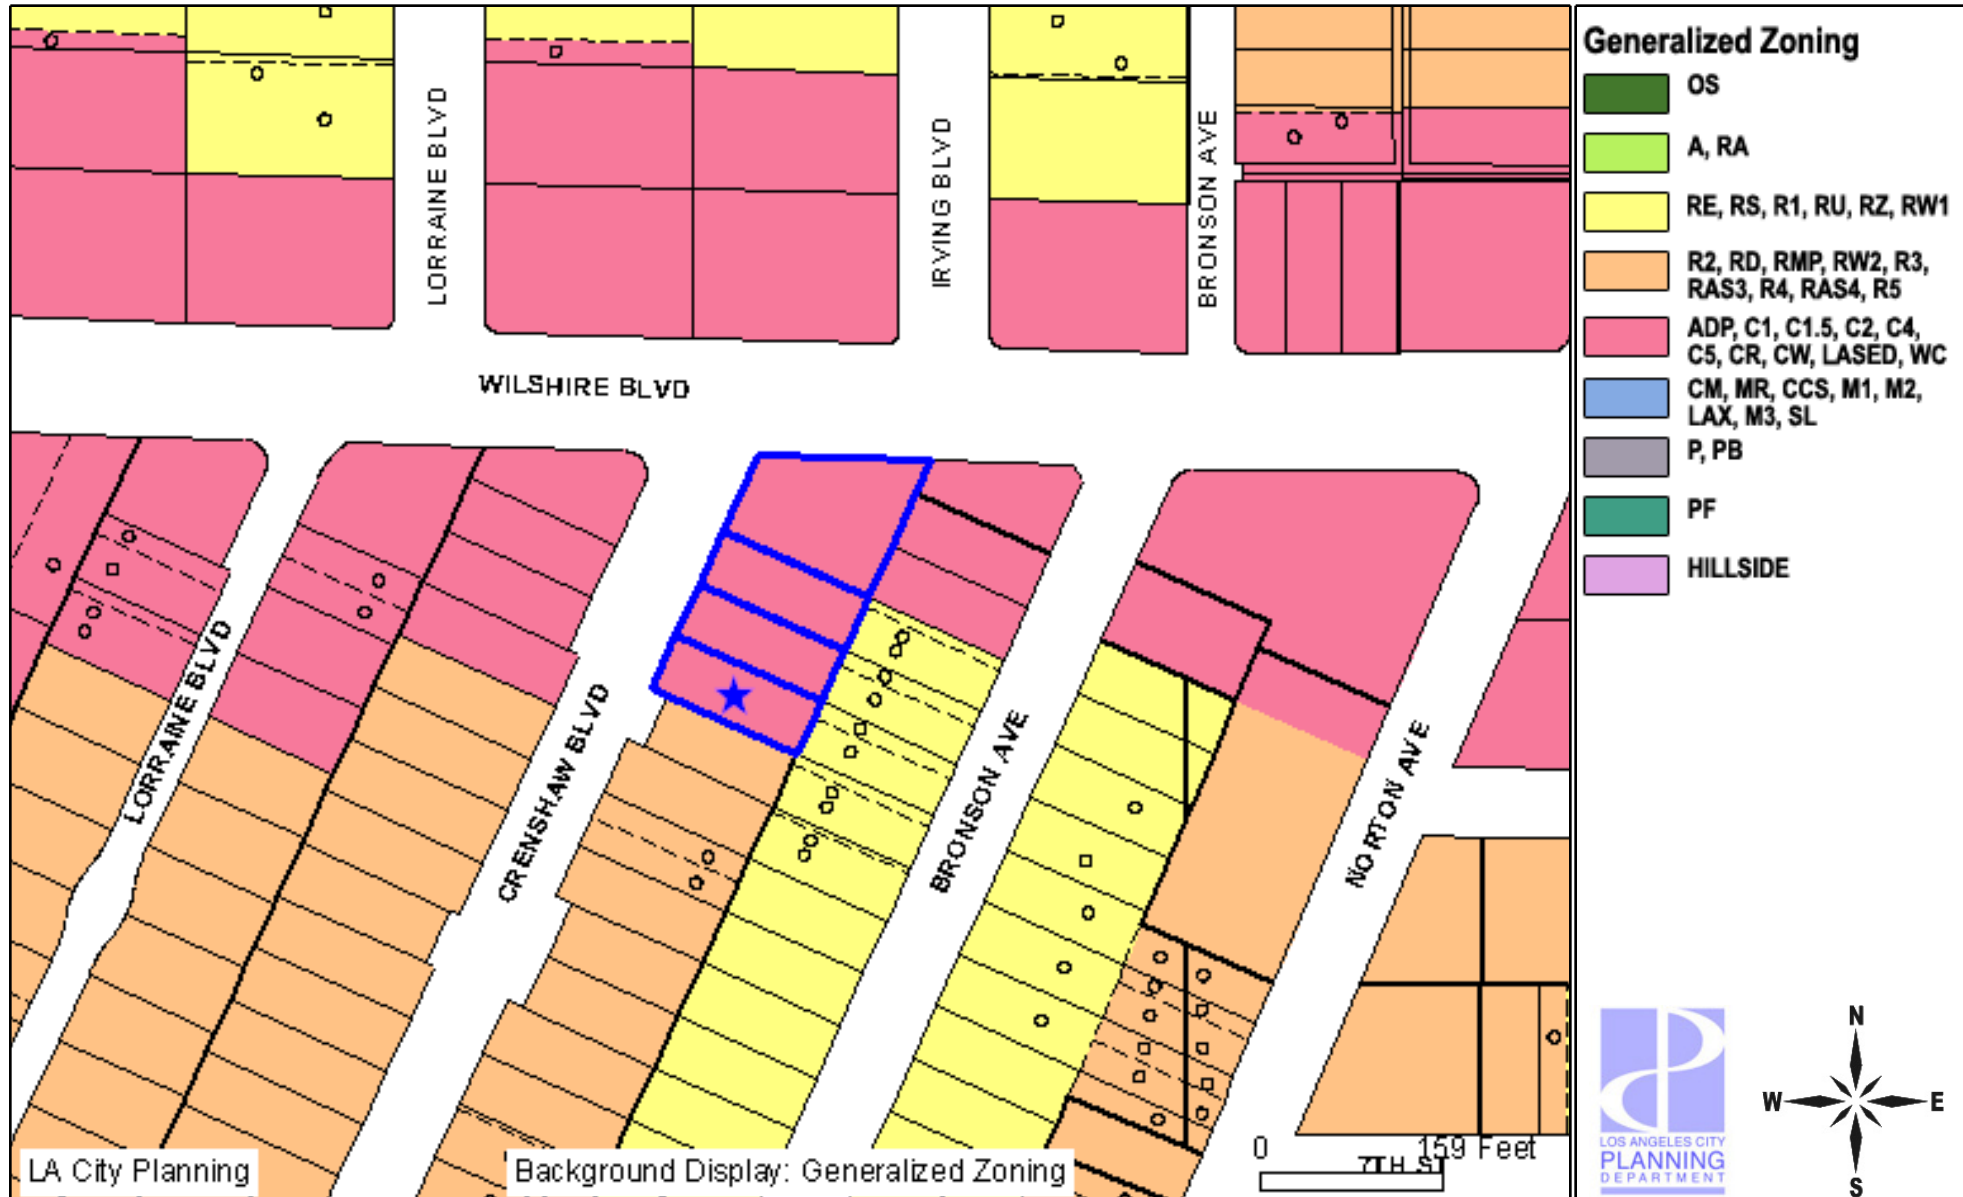 LORRAINE BLVD
IRVING BLVD
BRONSON AVE
WILSHIRE BLVD
LORRAINE BLVD
CRENSHAW BLVD
BRONSON AVE
NORTON AVE
LA City Planning
Background Display: Generalized Zoning
0 159 Feet
7TH ST
Generalized Zoning
OS
A, RA
RE, RS, R1, RU, RZ, RW1
R2, RD, RMP, RW2, R3,
RAS3, R4, RAS4, R5
ADP, C1, C1.5, C2, C4,
C5, CR, CW, LASED, WC
CM, MR, CCS, M1, M2,
LAX, M3, SL
P, PB
PF
HILLSIDE
LOS ANGELES CITY
PLANNING
DEPARTMENT
N
W E
S